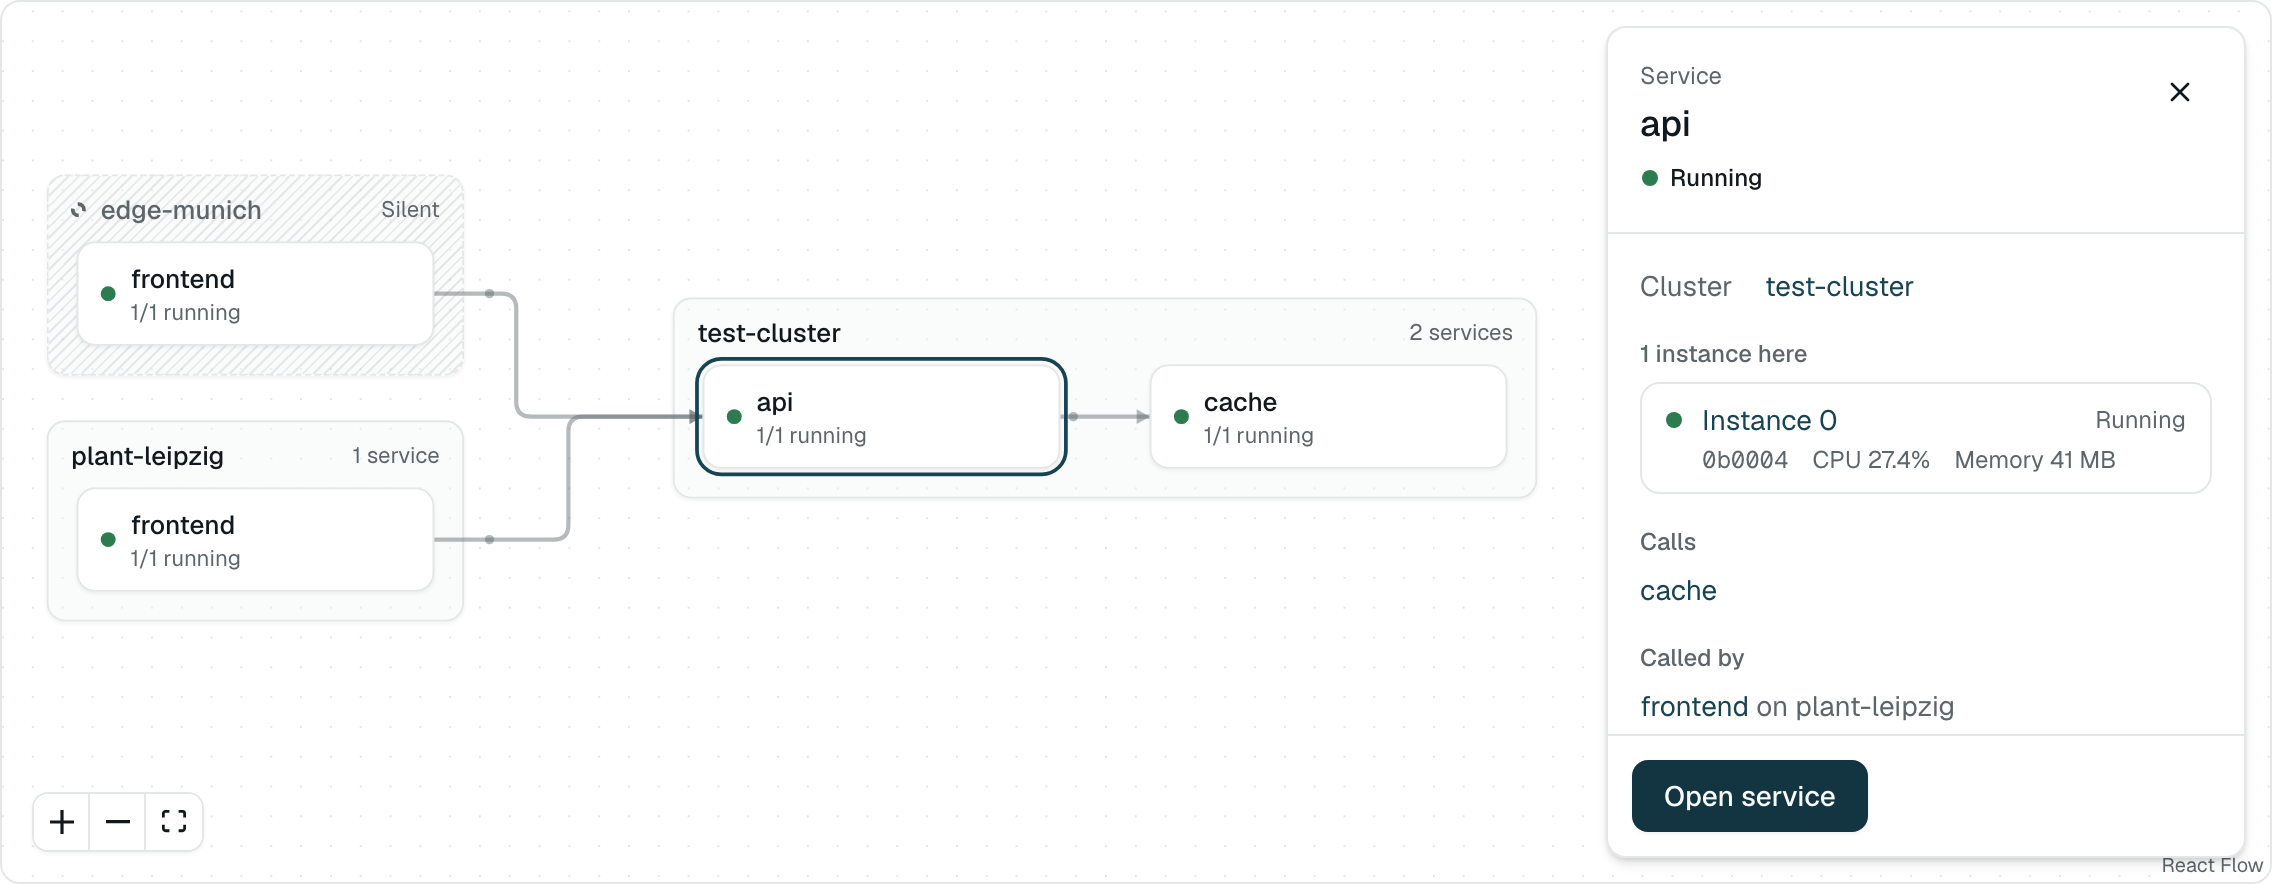 edge-munich
Silent
frontend
1/1 running
plant-leipzig
1 service
frontend
1/1 running
test-cluster
2 services
api
1/1 running
cache
1/1 running
Service
api
Running
Cluster test-cluster
1 instance here
Instance 0
Running
0b0004 CPU 27.4% Memory 41 MB
Calls
cache
Called by
frontend on plant-leipzig
Open service
React Flow